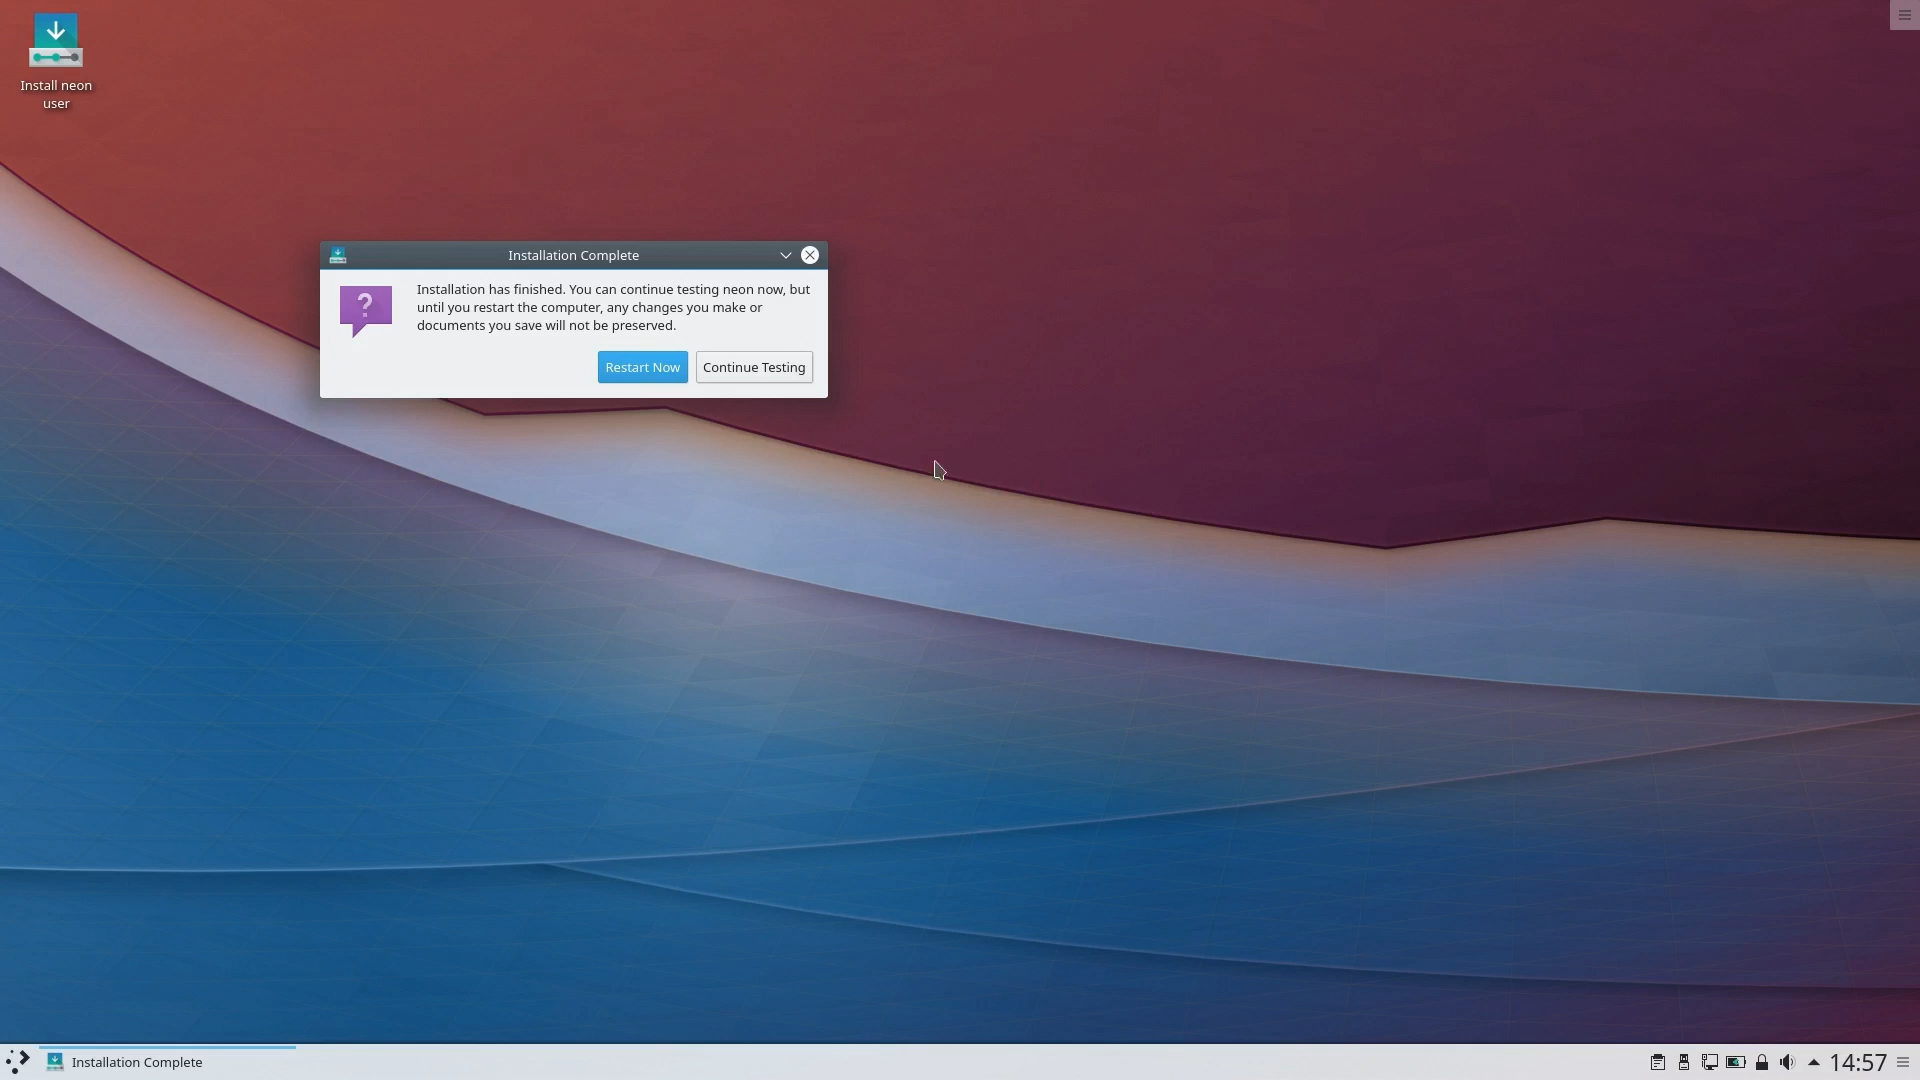 Install neon
user
Installation Complete
Installation has finished. You can continue testing neon now, but
until you restart the computer, any changes you make or
documents you save will not be preserved.
Restart Now
Continue Testing
Installation Complete
14:57